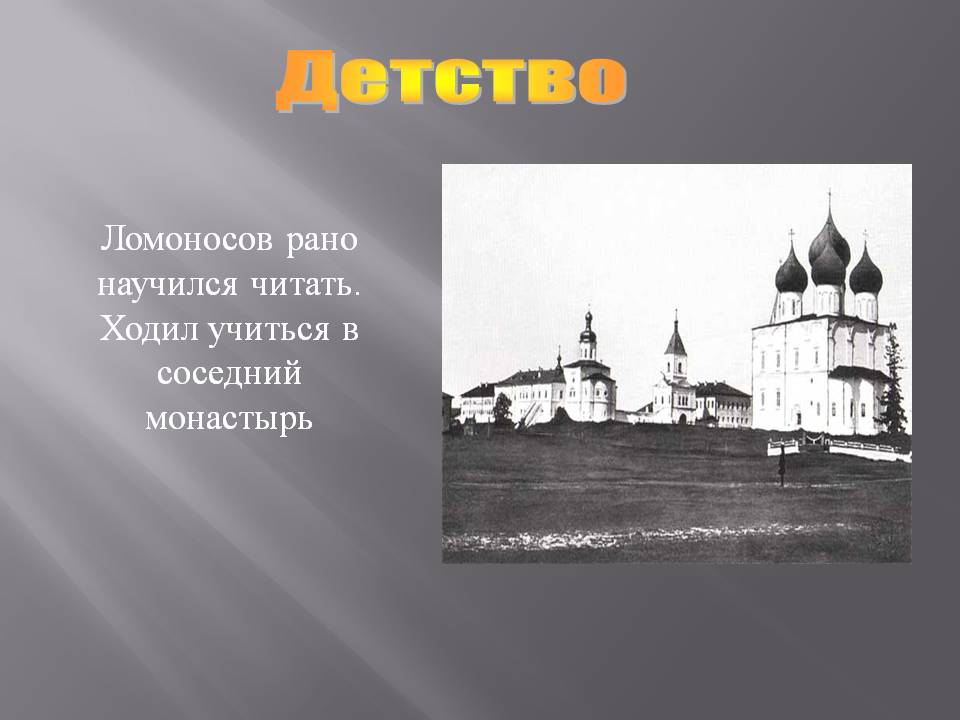 Детство
Ломоносов рано
научился читать.
Ходил учиться в
соседний
монастырь